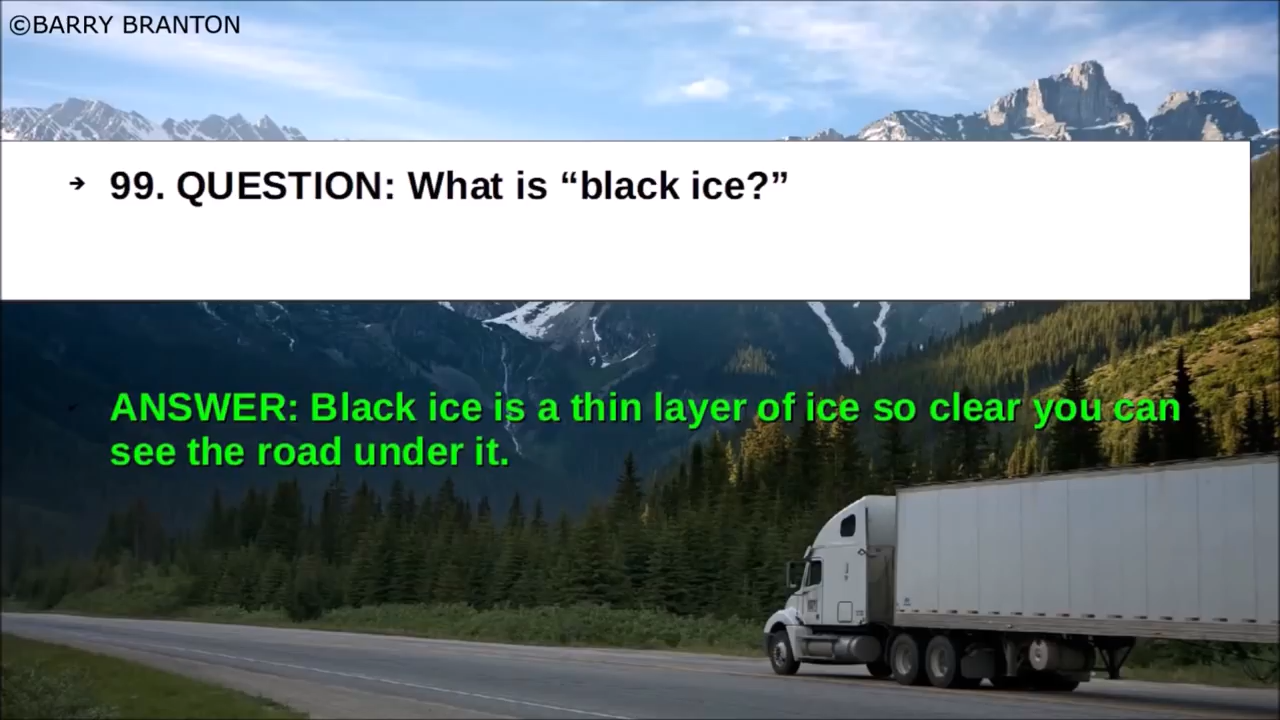 ©BARRY BRANTON
➔ 99. QUESTION: What is “black ice?”
ANSWER: Black ice is a thin layer of ice so clear you can
see the road under it.